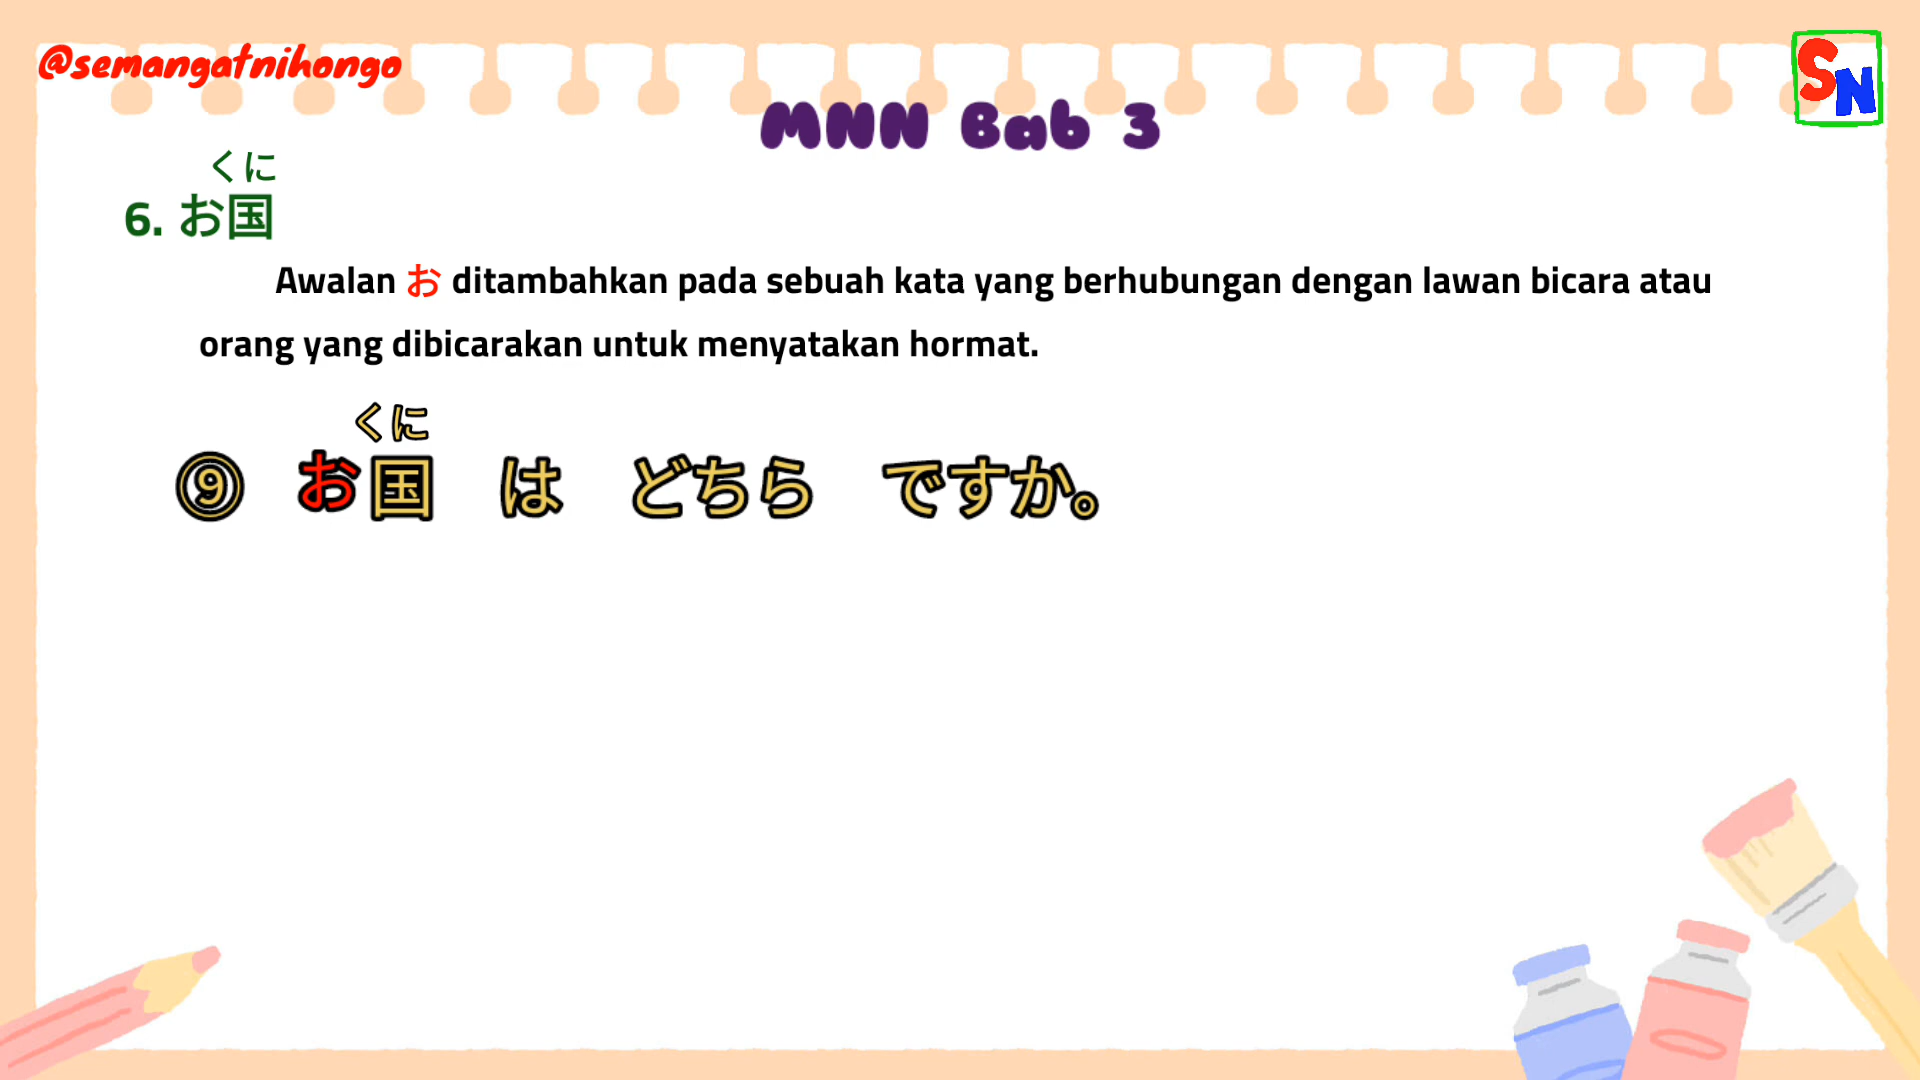 @semangatnihongo
SN
MNN Bab 3
くに
6. お国
Awalan お ditambahkan pada sebuah kata yang berhubungan dengan lawan bicara atau
orang yang dibicarakan untuk menyatakan hormat.
くに
⑨ お国 は どちら ですか。